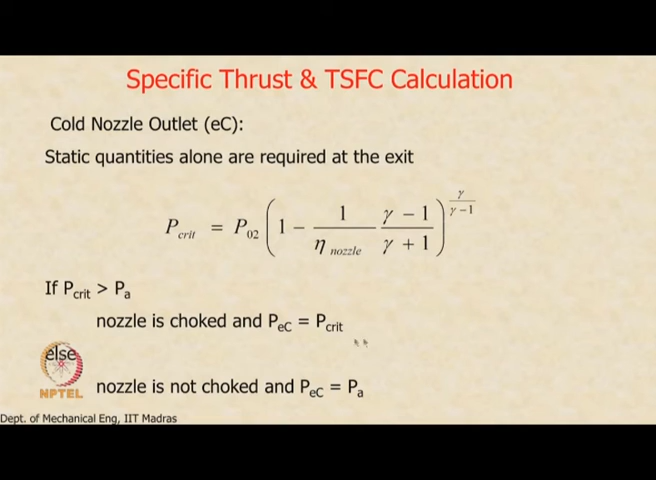 Specific Thrust & TSFC Calculation
Cold Nozzle Outlet (eC):
Static quantities alone are required at the exit
P_crit = P_02 (1 − 1/η_nozzle (γ − 1)/(γ + 1))^(γ/(γ − 1))
If P_crit > P_a
nozzle is choked and P_eC = P_crit
else
NPTEL
nozzle is not choked and P_eC = P_a
Dept. of Mechanical Eng, IIT Madras